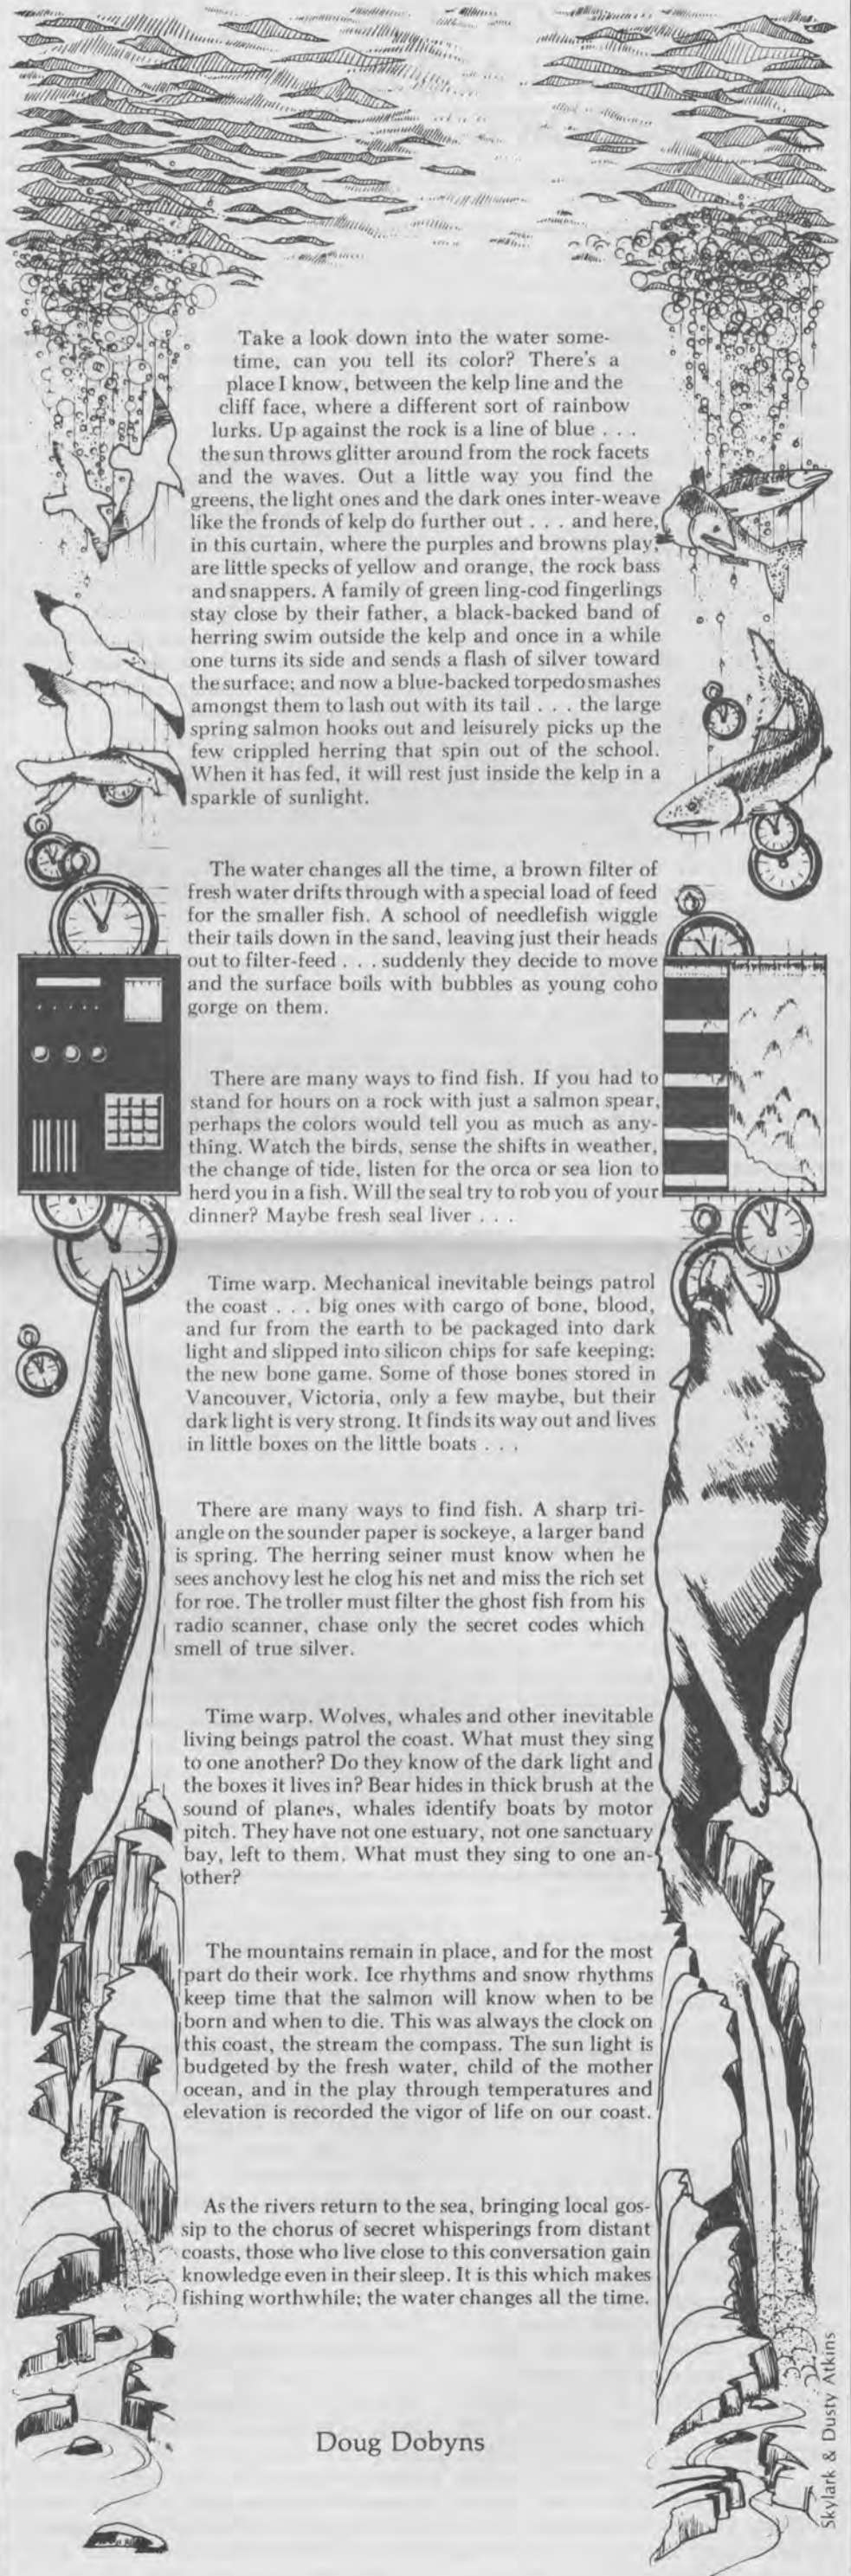 Take a look down into the water some-
time, can you tell its color? There's a
place I know, between the kelp line and the
cliff face, where a different sort of rainbow
lurks. Up against the rock is a line of blue . . .
the sun throws glitter around from the rock facets
and the waves. Out a little way you find the
greens, the light ones and the dark ones inter-weave
like the fronds of kelp do further out . . . and here,
in this curtain, where the purples and browns play,
are little specks of yellow and orange, the rock bass
and snappers. A family of green ling-cod fingerlings
stay close by their father, a black-backed band of
herring swim outside the kelp and once in a while
one turns its side and sends a flash of silver toward
the surface; and now a blue-backed torpedo smashes
amongst them to lash out with its tail . . . the large
spring salmon hooks out and leisurely picks up the
few crippled herring that spin out of the school.
When it has fed, it will rest just inside the kelp in a
sparkle of sunlight.
The water changes all the time, a brown filter of
fresh water drifts through with a special load of feed
for the smaller fish. A school of needlefish wiggle
their tails down in the sand, leaving just their heads
out to filter-feed . . . suddenly they decide to move
and the surface boils with bubbles as young coho
gorge on them.
There are many ways to find fish. If you had to
stand for hours on a rock with just a salmon spear,
perhaps the colors would tell you as much as any-
thing. Watch the birds, sense the shifts in weather,
the change of tide, listen for the orca or sea lion to
herd you in a fish. Will the seal try to rob you of your
dinner? Maybe fresh seal liver . . .
Time warp. Mechanical inevitable beings patrol
the coast . . . big ones with cargo of bone, blood,
and fur from the earth to be packaged into dark
light and slipped into silicon chips for safe keeping:
the new bone game. Some of those bones stored in
Vancouver, Victoria, only a few maybe, but their
dark light is very strong. It finds its way out and lives
in little boxes on the little boats . . .
There are many ways to find fish. A sharp tri-
angle on the sounder paper is sockeye, a larger band
is spring. The herring seiner must know when he
sees anchovy lest he clog his net and miss the rich set
for roe. The troller must filter the ghost fish from his
radio scanner, chase only the secret codes which
smell of true silver.
Time warp. Wolves, whales and other inevitable
living beings patrol the coast. What must they sing
to one another? Do they know of the dark light and
the boxes it lives in? Bear hides in thick brush at the
sound of planes, whales identify boats by motor
pitch. They have not one estuary, not one sanctuary
bay, left to them. What must they sing to one an-
other?
The mountains remain in place, and for the most
part do their work. Ice rhythms and snow rhythms
keep time that the salmon will know when to be
born and when to die. This was always the clock on
this coast, the stream the compass. The sun light is
budgeted by the fresh water, child of the mother
ocean, and in the play through temperatures and
elevation is recorded the vigor of life on our coast.
As the rivers return to the sea, bringing local gos-
sip to the chorus of secret whisperings from distant
coasts, those who live close to this conversation gain
knowledge even in their sleep. It is this which makes
fishing worthwhile; the water changes all the time.
Doug Dobyns
Skylark & Dusty Atkins